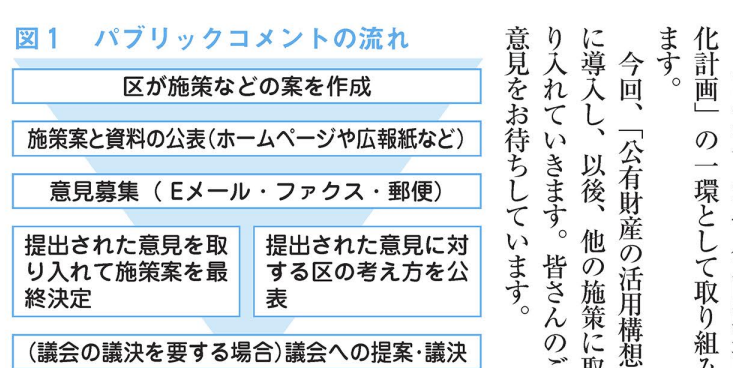 図1　パブリックコメントの流れ
区が施策などの案を作成
施策案と資料の公表（ホームページや広報紙など）
意見募集（Eメール・ファクス・郵便）
提出された意見を取
り入れて施策案を最
終決定
提出された意見に対
する区の考え方を公
表
（議会の議決を要する場合）議会への提案・議決
化計画」の一環として取り組み
ます。
今回、「公有財産の活用構想
に導入し、以後、他の施策に取
り入れていきます。皆さんのご
意見をお待ちしています。